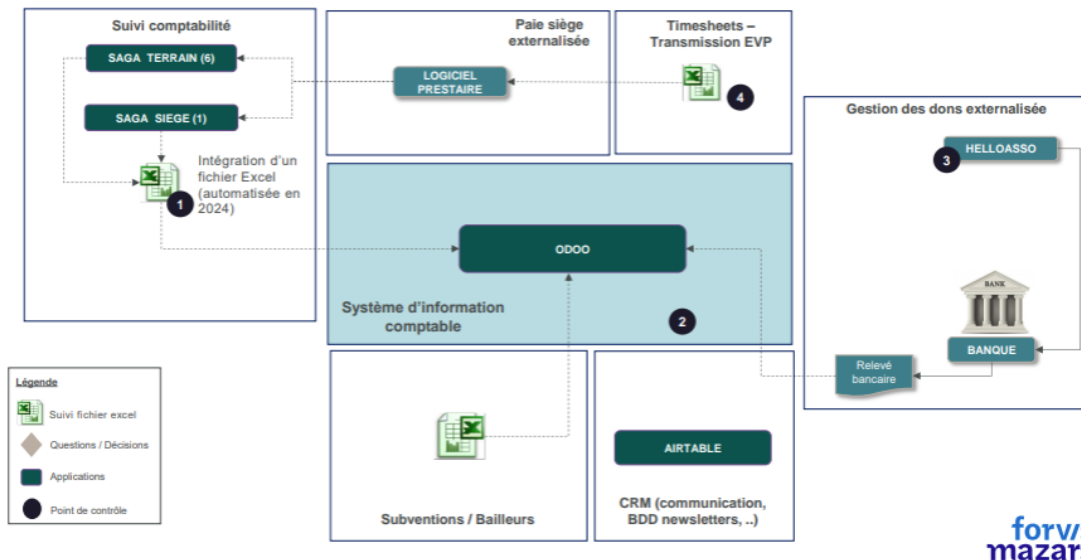 Suivi comptabilité
SAGA TERRAIN (6)
SAGA SIEGE (1)
Intégration d'un
fichier Excel
(automatisée en
2024)
1
Paie siège
externalisée
LOGICIEL
PRESTAIRE
Timesheets –
Transmission EVP
4
Gestion des dons externalisée
3
HELLOASSO
BANK
BANQUE
Relevé
bancaire
ODOO
Système d'information
comptable
2
Légende
Suivi fichier excel
Questions / Décisions
Applications
Point de contrôle
Subventions / Bailleurs
AIRTABLE
CRM (communication,
BDD newsletters, ..)
forv
mazars